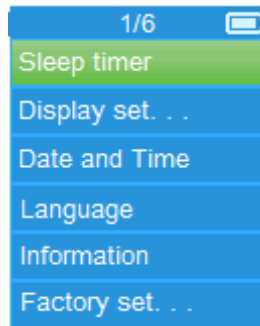 1/6
Sleep timer
Display set. . .
Date and Time
Language
Information
Factory set. . .